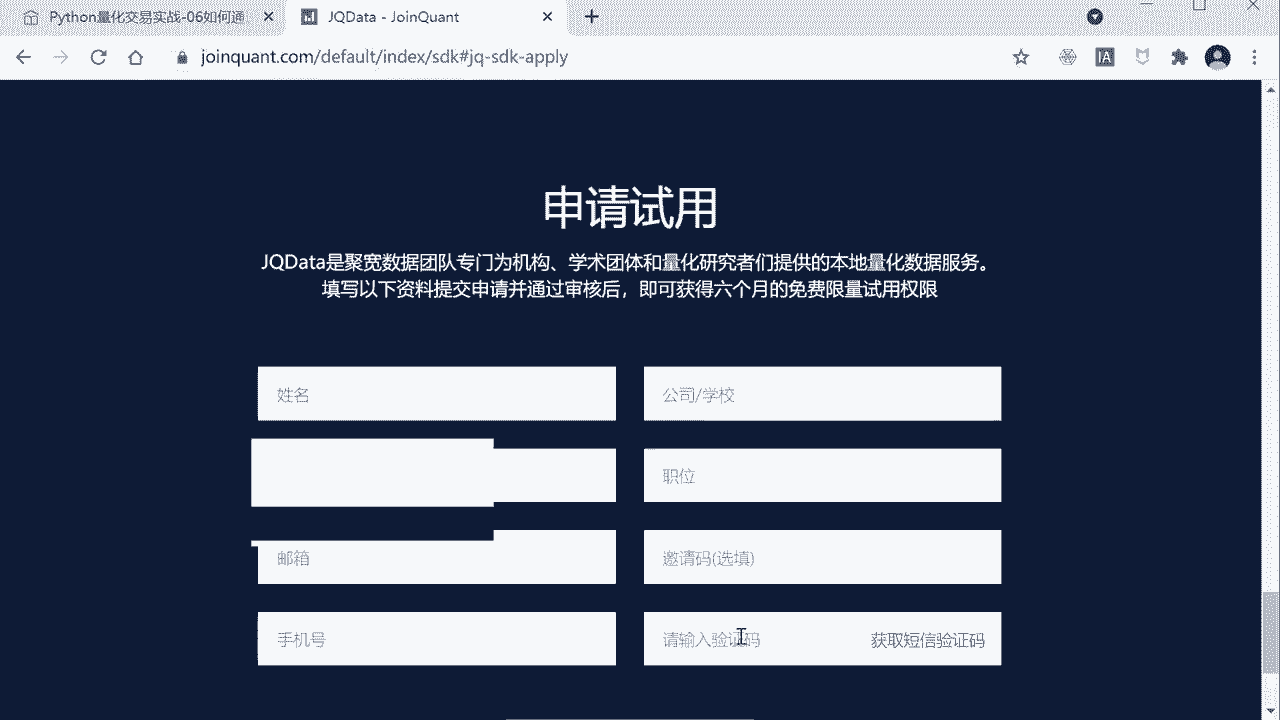 Python量化交易实战-06如何通
JQData - JoinQuant
joinquant.com/default/index/sdk#jq-sdk-apply
IA
申请试用
JQData是聚宽数据团队专门为机构、学术团体和量化研究者们提供的本地量化数据服务。
填写以下资料提交申请并通过审核后，即可获得六个月的免费限量试用权限
姓名
公司/学校
职位
邮箱
邀请码(选填)
手机号
请输入验证码
获取短信验证码